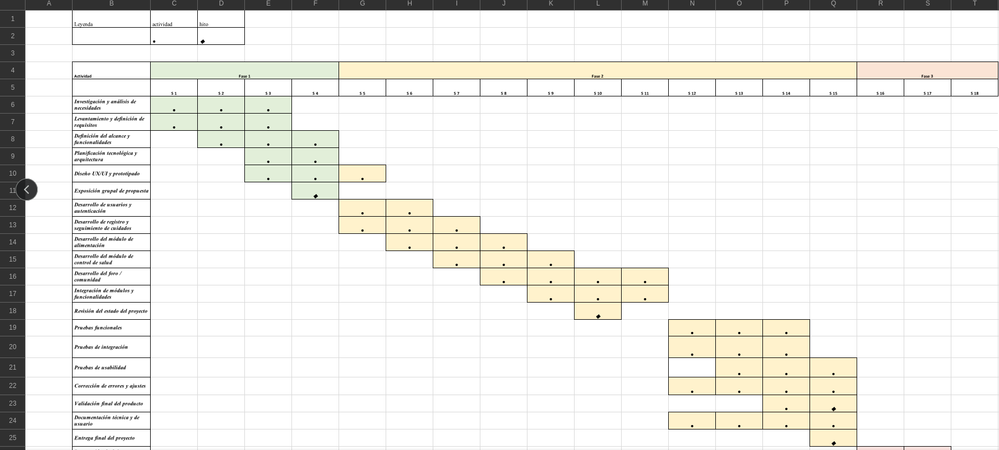 A B C D E F G H I J K L M N O P Q R S T
1 Leyenda actividad hito
2 • ◆
3
4 Actividad Fase 1 Fase 2 Fase 3
5 S 1 S 2 S 3 S 4 S 5 S 6 S 7 S 8 S 9 S 10 S 11 S 12 S 13 S 14 S 15 S 16 S 17 S 18
6 Investigación y análisis de
necesidades • • •
7 Levantamiento y definición de
requisitos • • •
8 Definición del alcance y
funcionalidades • • •
9 Planificación tecnológica y
arquitectura • •
10 Diseño UX/UI y prototipado • • •
11 Exposición grupal de propuesta ◆
12 Desarrollo de usuarios y
autenticación • •
13 Desarrollo de registro y
seguimiento de cuidados • • •
14 Desarrollo del módulo de
alimentación • • •
15 Desarrollo del módulo de
control de salud • • •
16 Desarrollo del foro /
comunidad • • • •
17 Integración de módulos y
funcionalidades • • •
18 Revisión del estado del proyecto ◆
19 Pruebas funcionales • • •
20 Pruebas de integración • • •
21 Pruebas de usabilidad • • •
22 Corrección de errores y ajustes • • • •
23 Validación final del producto • ◆
24 Documentación técnica y de
usuario • • • •
25 Entrega final del proyecto ◆